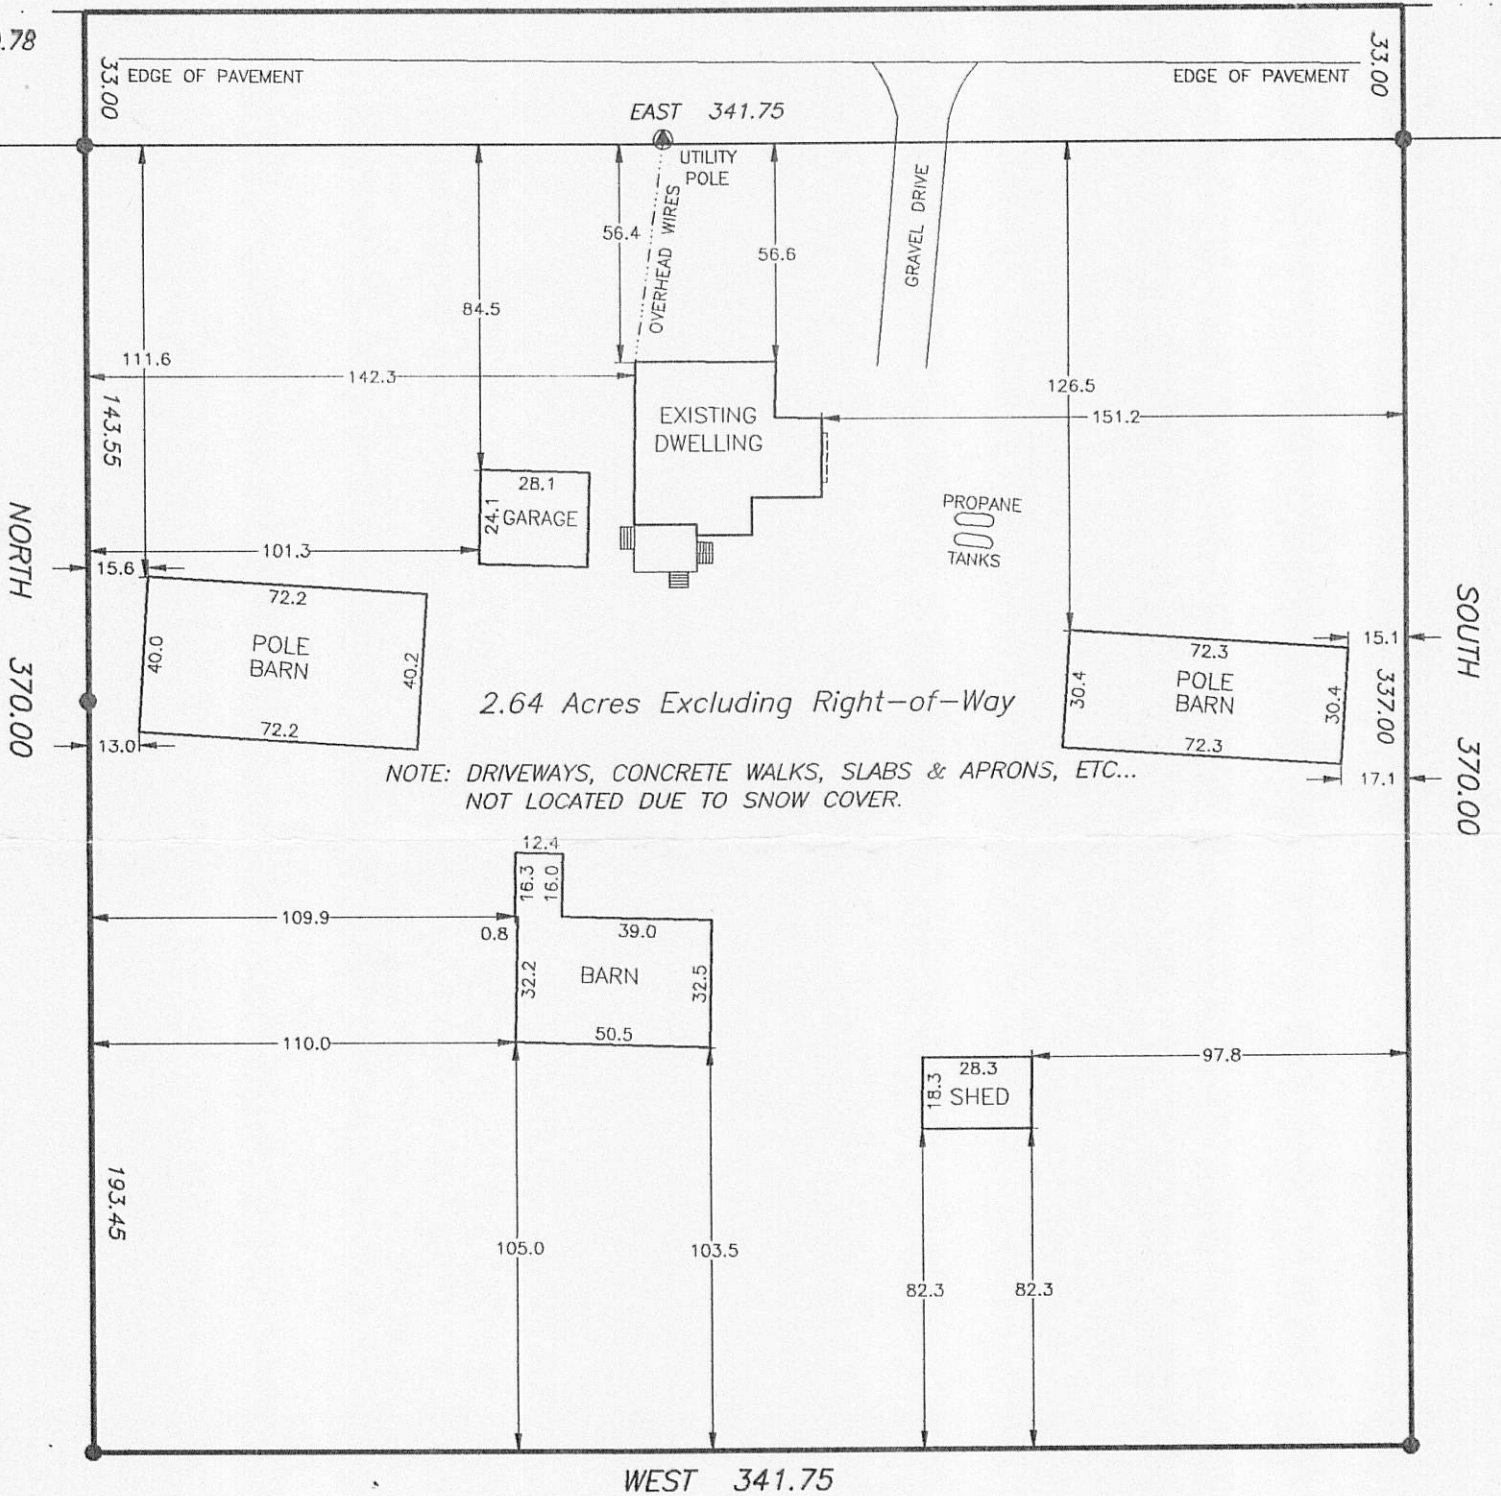 .78
33.00
EDGE OF PAVEMENT
EDGE OF PAVEMENT
33.00
EAST 341.75
UTILITY
POLE
OVERHEAD WIRES
GRAVEL DRIVE
56.4
56.6
84.5
111.6
142.3
126.5
151.2
143.55
EXISTING
DWELLING
28.1
24.1
GARAGE
PROPANE
TANKS
101.3
15.6
NORTH 370.00
72.2
40.0
POLE
BARN
40.2
72.2
13.0
2.64 Acres Excluding Right-of-Way
72.3
30.4
POLE
BARN
30.4
72.3
15.1
337.00
17.1
SOUTH 370.00
NOTE: DRIVEWAYS, CONCRETE WALKS, SLABS & APRONS, ETC...
NOT LOCATED DUE TO SNOW COVER.
12.4
16.3
16.0
109.9
0.8
39.0
32.2
BARN
32.5
50.5
110.0
97.8
28.3
18.3
SHED
193.45
105.0
103.5
82.3
82.3
WEST 341.75